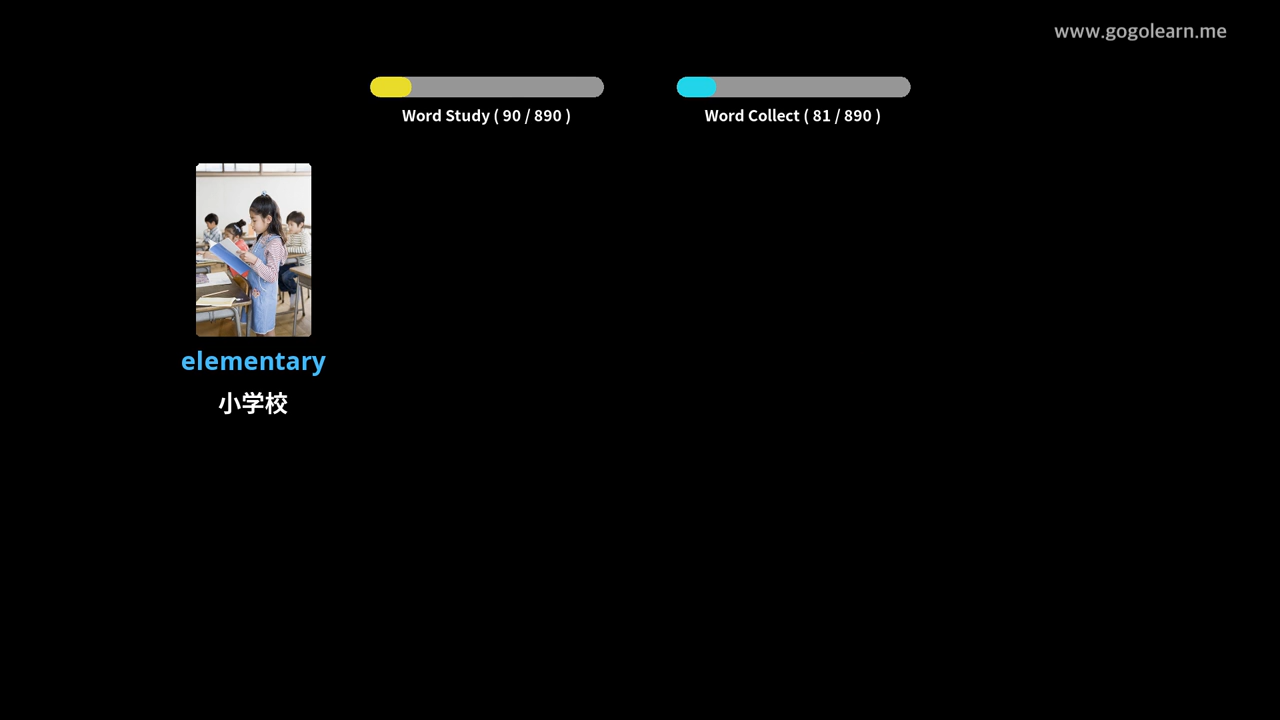 www.gogolearn.me
Word Study ( 90 / 890 )
Word Collect ( 81 / 890 )
elementary
小学校